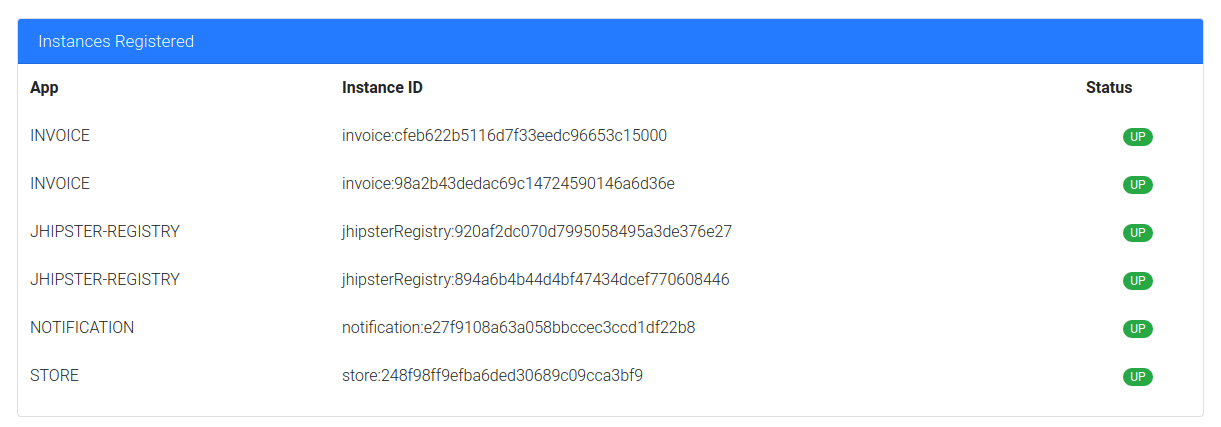 Instances Registered
App Instance ID Status
INVOICE invoice:cfeb622b5116d7f33eedc96653c15000 UP
INVOICE invoice:98a2b43dedac69c14724590146a6d36e UP
JHIPSTER-REGISTRY jhipsterRegistry:920af2dc070d7995058495a3de376e27 UP
JHIPSTER-REGISTRY jhipsterRegistry:894a6b4b44d4bf47434dcef770608446 UP
NOTIFICATION notification:e27f9108a63a058bbccec3ccd1df22b8 UP
STORE store:248f98ff9efba6ded30689c09cca3bf9 UP